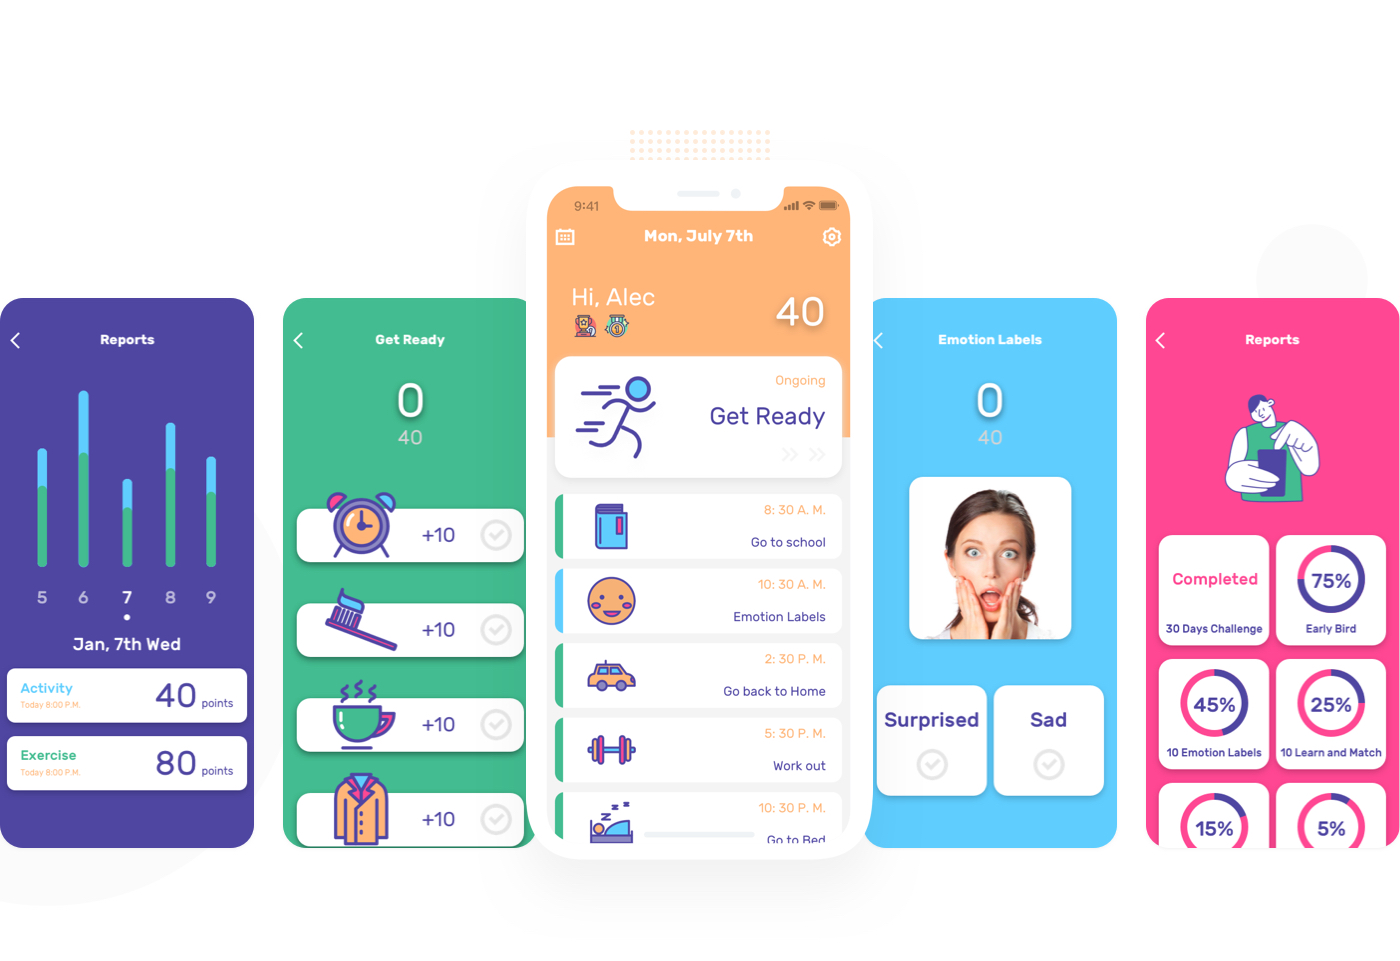 Reports
5 6 7 8 9
Jan, 7th Wed
Activity
Today 8:00 P.M.
40 points
Exercise
Today 8:00 P.M.
80 points
Get Ready
0
40
+10
+10
+10
+10
9:41
Mon, July 7th
Hi, Alec
40
1
Ongoing
Get Ready
8: 30 A. M.
Go to school
10: 30 A. M.
Emotion Labels
2: 30 P. M.
Go back to Home
5: 30 P. M.
Work out
z z z
10: 30 P. M.
Go to Bed
Emotion Labels
0
40
Surprised
Sad
Reports
Completed
30 Days Challenge
75%
Early Bird
45%
10 Emotion Labels
25%
10 Learn and Match
15%
5%